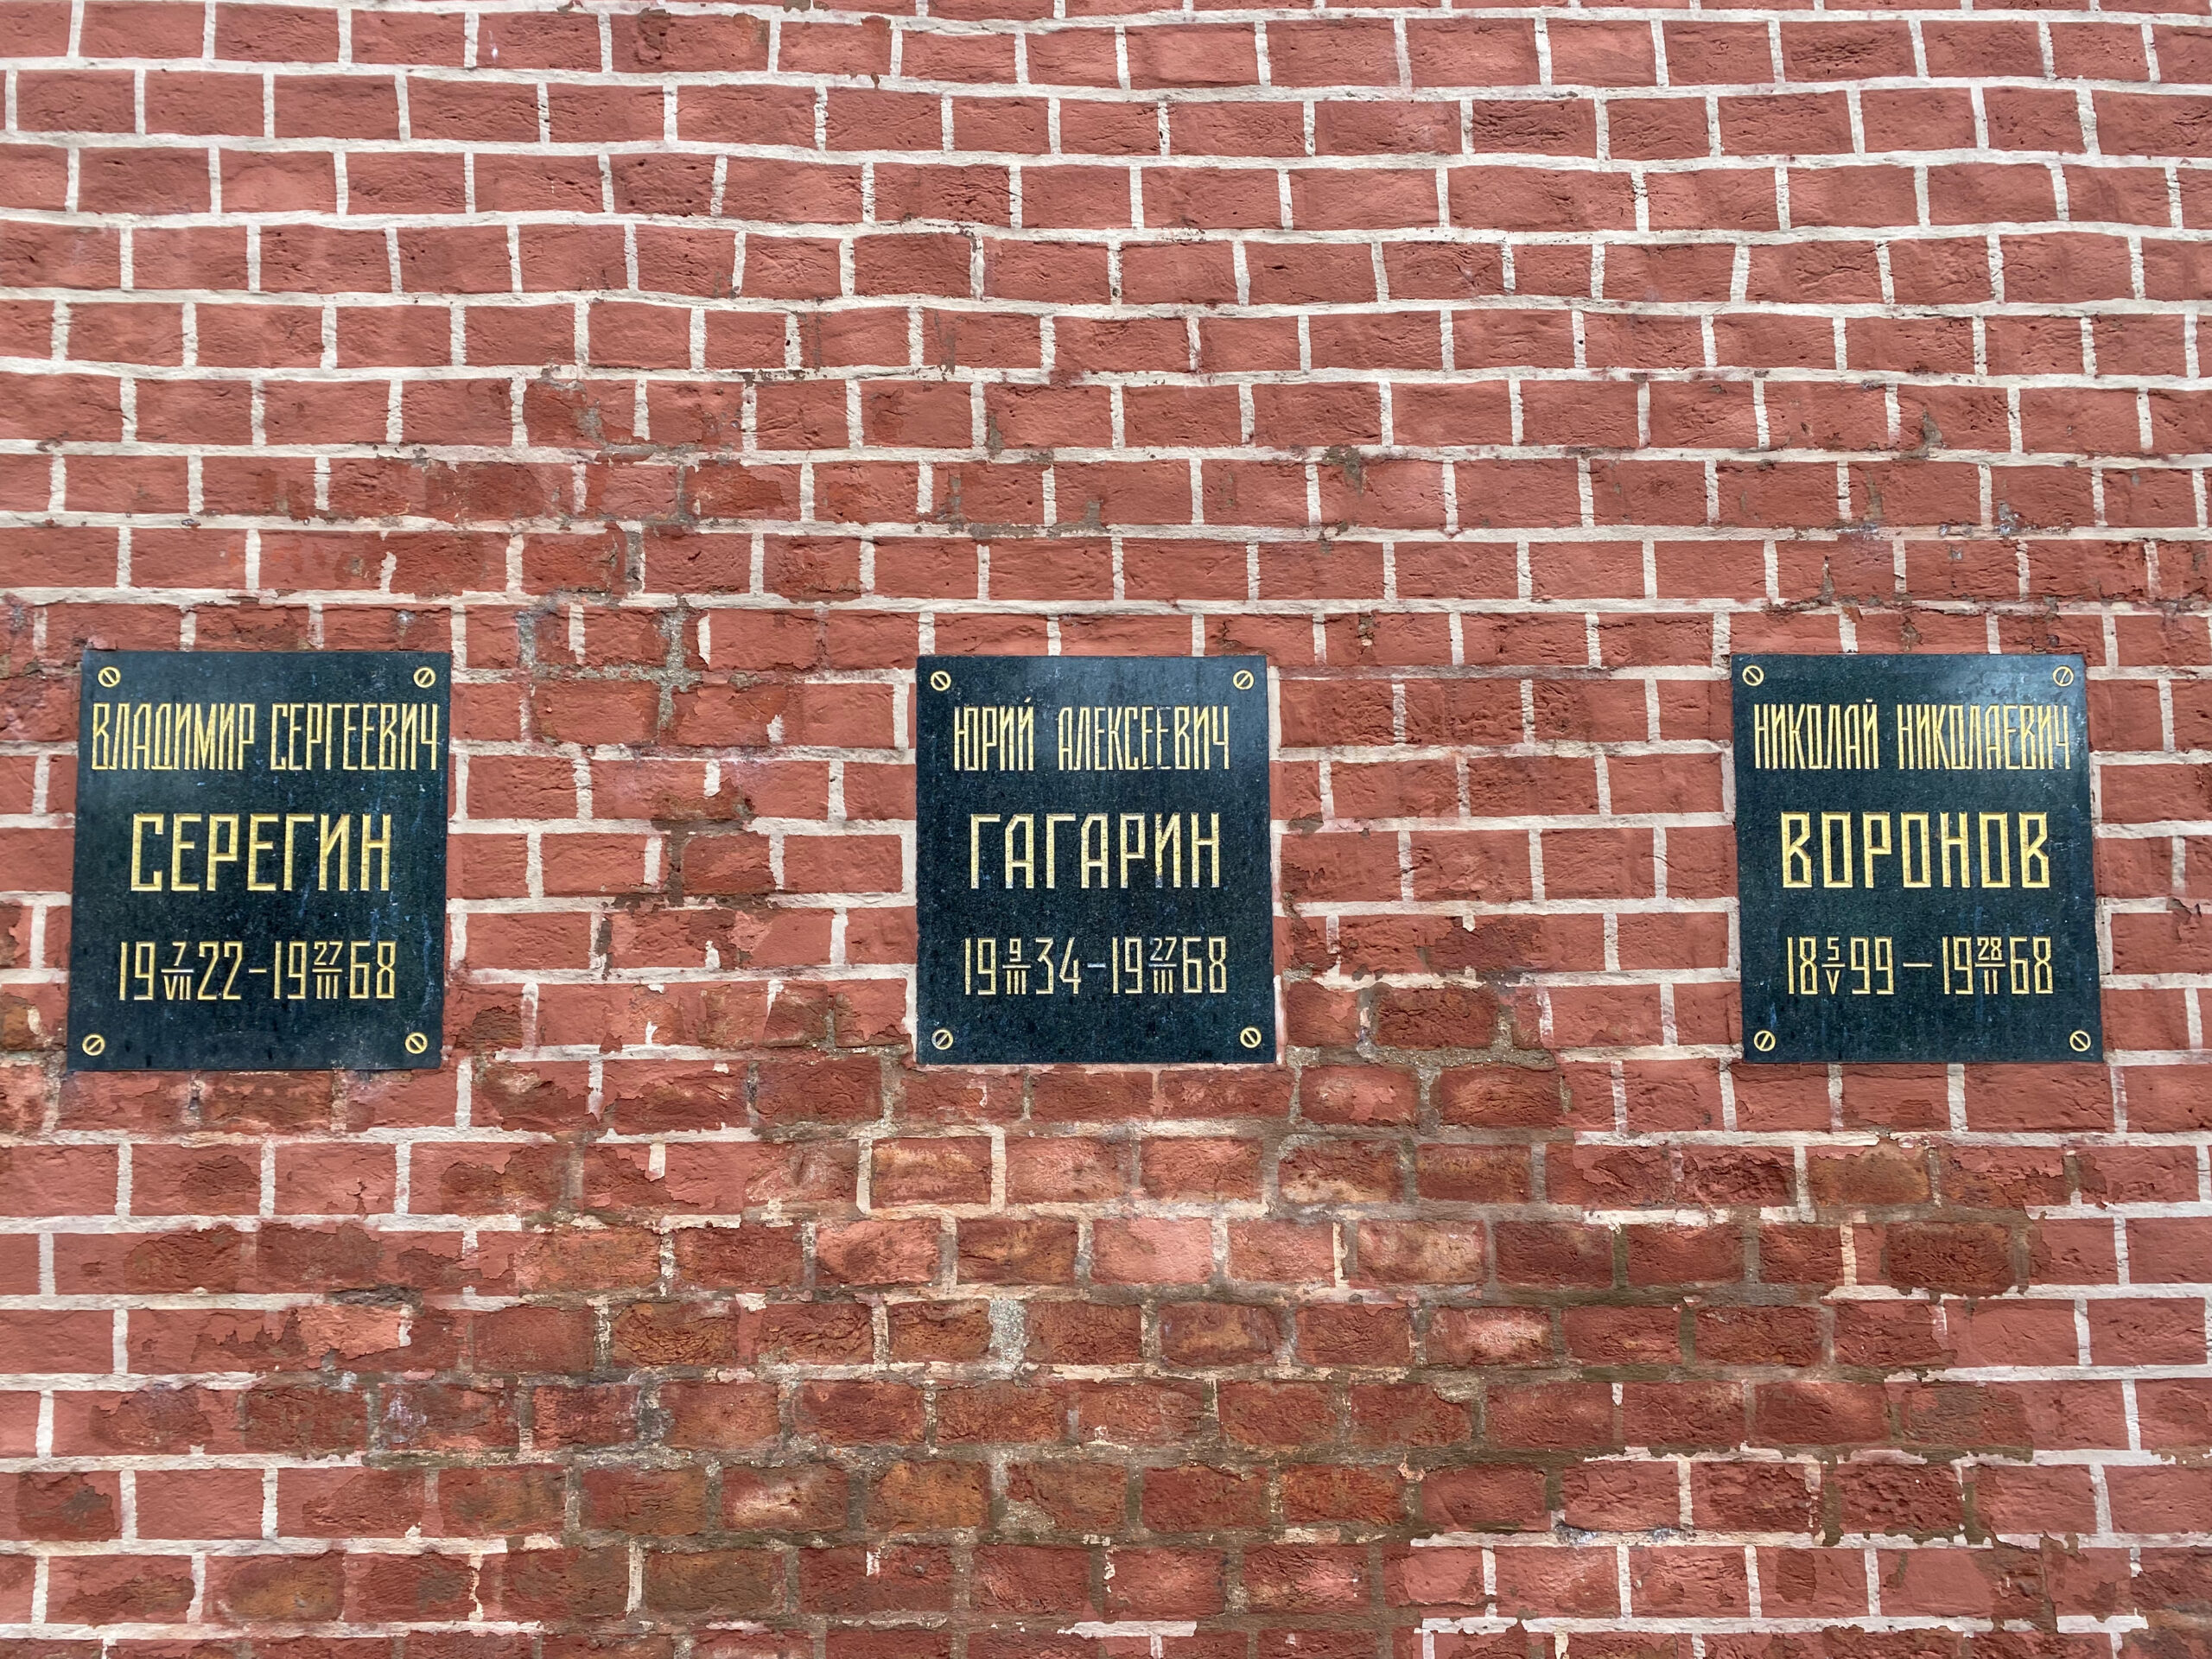 ВЛАДИМИР СЕРГЕЕВИЧ
СЕРЕГИН
19 7/VII 22 – 19 27/III 68
ЮРИЙ АЛЕКСЕЕВИЧ
ГАГАРИН
19 9/III 34 – 19 27/III 68
НИКОЛАЙ НИКОЛАЕВИЧ
ВОРОНОВ
18 5/V 99 – 19 28/II 68